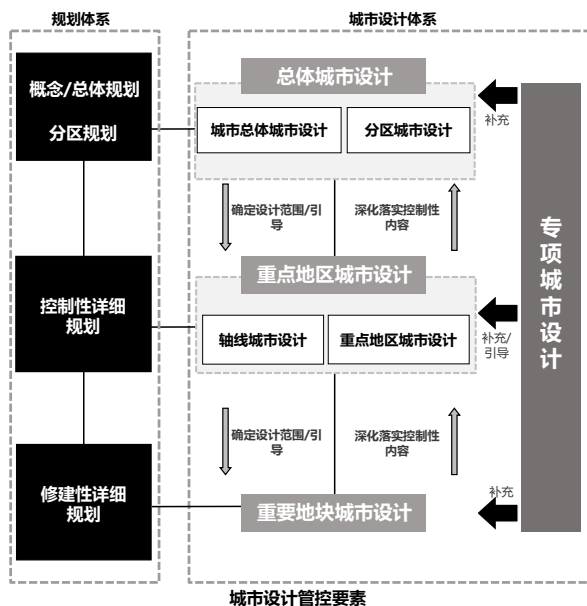 规划体系
城市设计体系
概念/总体规划
分区规划
总体城市设计
城市总体城市设计
分区城市设计
补充
确定设计范围/引
导
深化落实控制性
内容
专项城市设计
控制性详细
规划
重点地区城市设计
轴线城市设计
重点地区城市设计
补充/
引导
确定设计范围/引
导
深化落实控制性
内容
修建性详细
规划
重要地块城市设计
补充
城市设计管控要素